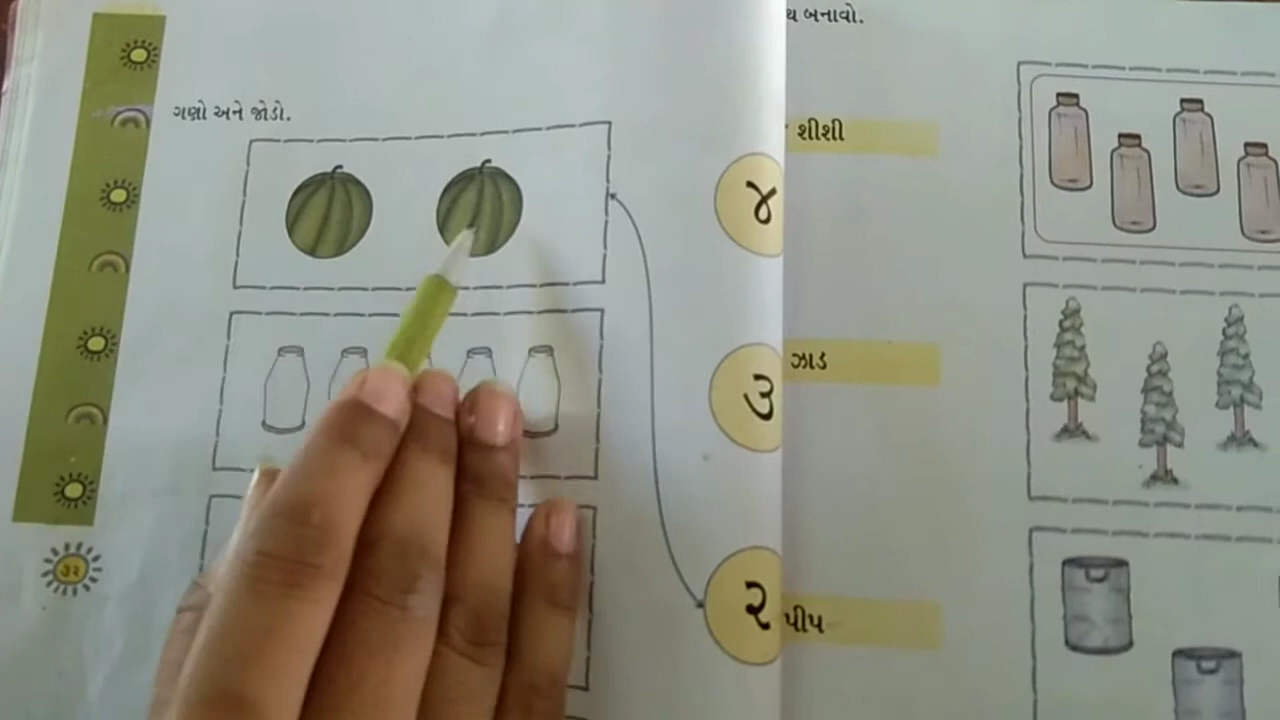 ગણો અને જોડો.
૪
૩
૨
૩૨
બનાવો.
શીશી
ઝાડ
પીપ